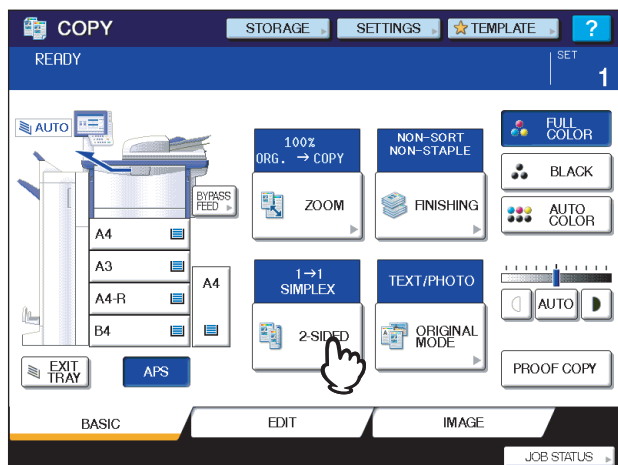 COPY
STORAGE
SETTINGS
TEMPLATE
?
READY
SET
1
AUTO
BYPASS
FEED
A4
A3
A4-R
B4
A4
EXIT
TRAY
APS
100%
ORG. → COPY
ZOOM
NON-SORT
NON-STAPLE
FINISHING
1→1
SIMPLEX
2-SIDED
TEXT/PHOTO
ORIGINAL
MODE
FULL
COLOR
BLACK
AUTO
COLOR
AUTO
PROOF COPY
BASIC
EDIT
IMAGE
JOB STATUS